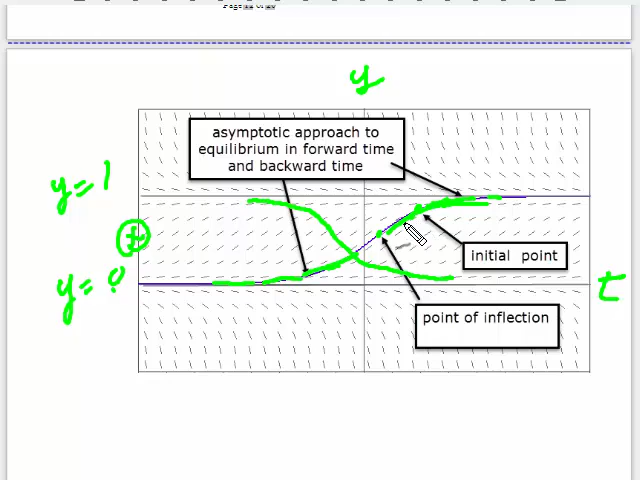 y
asymptotic approach to
equilibrium in forward time
and backward time
y = 1
+
initial point
y = 0
t
point of inflection